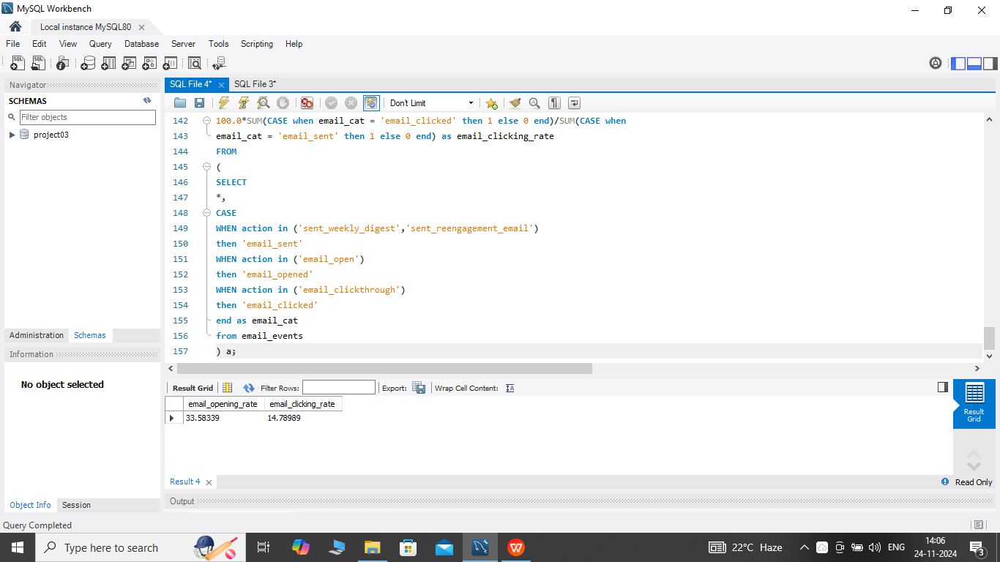 MySQL Workbench
Local instance MySQL80
File Edit View Query Database Server Tools Scripting Help
Navigator
SCHEMAS
Filter objects
project03
Administration Schemas
Information
No object selected
Object Info Session
SQL File 4* SQL File 3*
Don't Limit
142 100.0*SUM(CASE when email_cat = 'email_clicked' then 1 else 0 end)/SUM(CASE when
143 email_cat = 'email_sent' then 1 else 0 end) as email_clicking_rate
144 FROM
145 (
146 SELECT
147 *,
148 CASE
149 WHEN action in ('sent_weekly_digest','sent_reengagement_email')
150 then 'email_sent'
151 WHEN action in ('email_open')
152 then 'email_opened'
153 WHEN action in ('email_clickthrough')
154 then 'email_clicked'
155 end as email_cat
156 from email_events
157 ) a;
Result Grid Filter Rows: Export: Wrap Cell Content:
email_opening_rate email_clicking_rate
33.58339 14.78989
Result Grid
Result 4
Read Only
Output
Query Completed
Type here to search
22°C Haze
ENG
14:06
24-11-2024
3